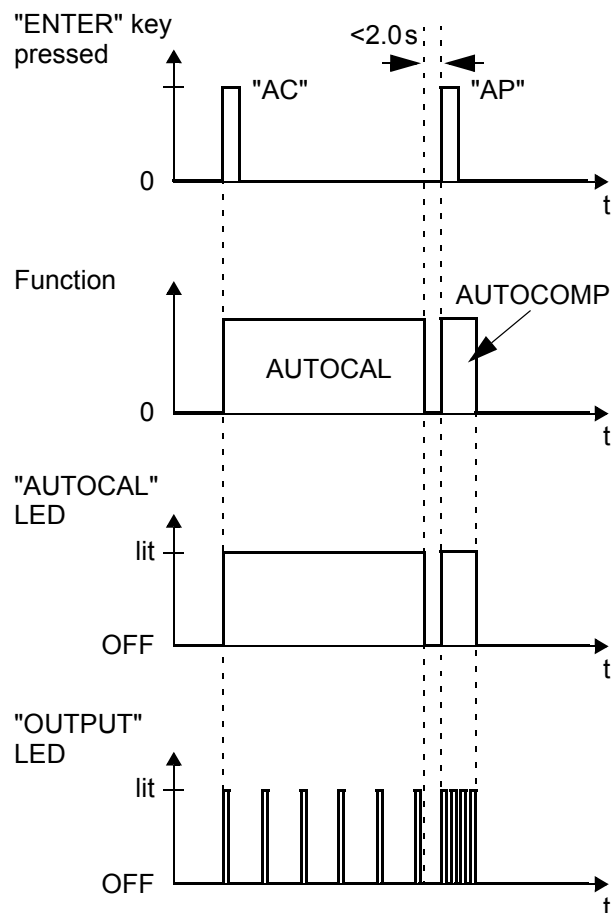 "ENTER" key
pressed
<2.0s
"AC"
"AP"
0
t
Function
AUTOCOMP
AUTOCAL
0
t
"AUTOCAL"
LED
lit
OFF
t
"OUTPUT"
LED
lit
OFF
t